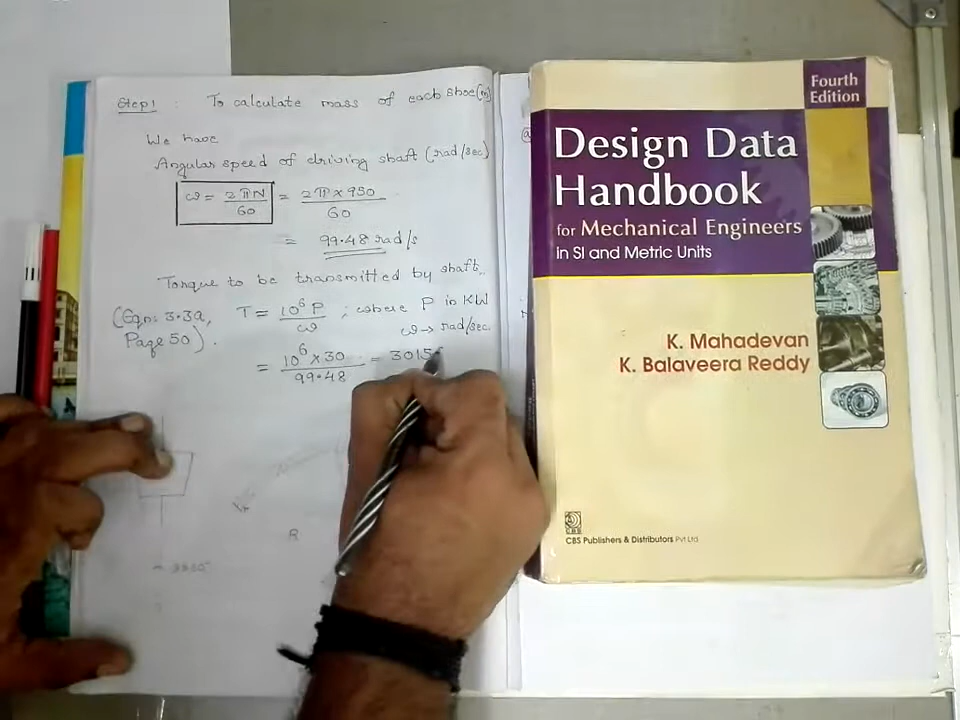 Step 1 : To calculate mass of each shoe(m)
We have
Angular speed of driving shaft (rad/sec)
ω = 2πN/60 = 2π×950/60
= 99.48 rad/s
Torque to be transmitted by shaft,
(Eqn: 3.3a, Page 50).
T = 10⁶ P/ω ; where P in KW
ω → rad/sec.
= 10⁶ × 30/99.48 = 3015
R
Fourth
Edition
Design Data
Handbook
for Mechanical Engineers
in SI and Metric Units
K. Mahadevan
K. Balaveera Reddy
CBS
CBS Publishers & Distributors Pvt Ltd